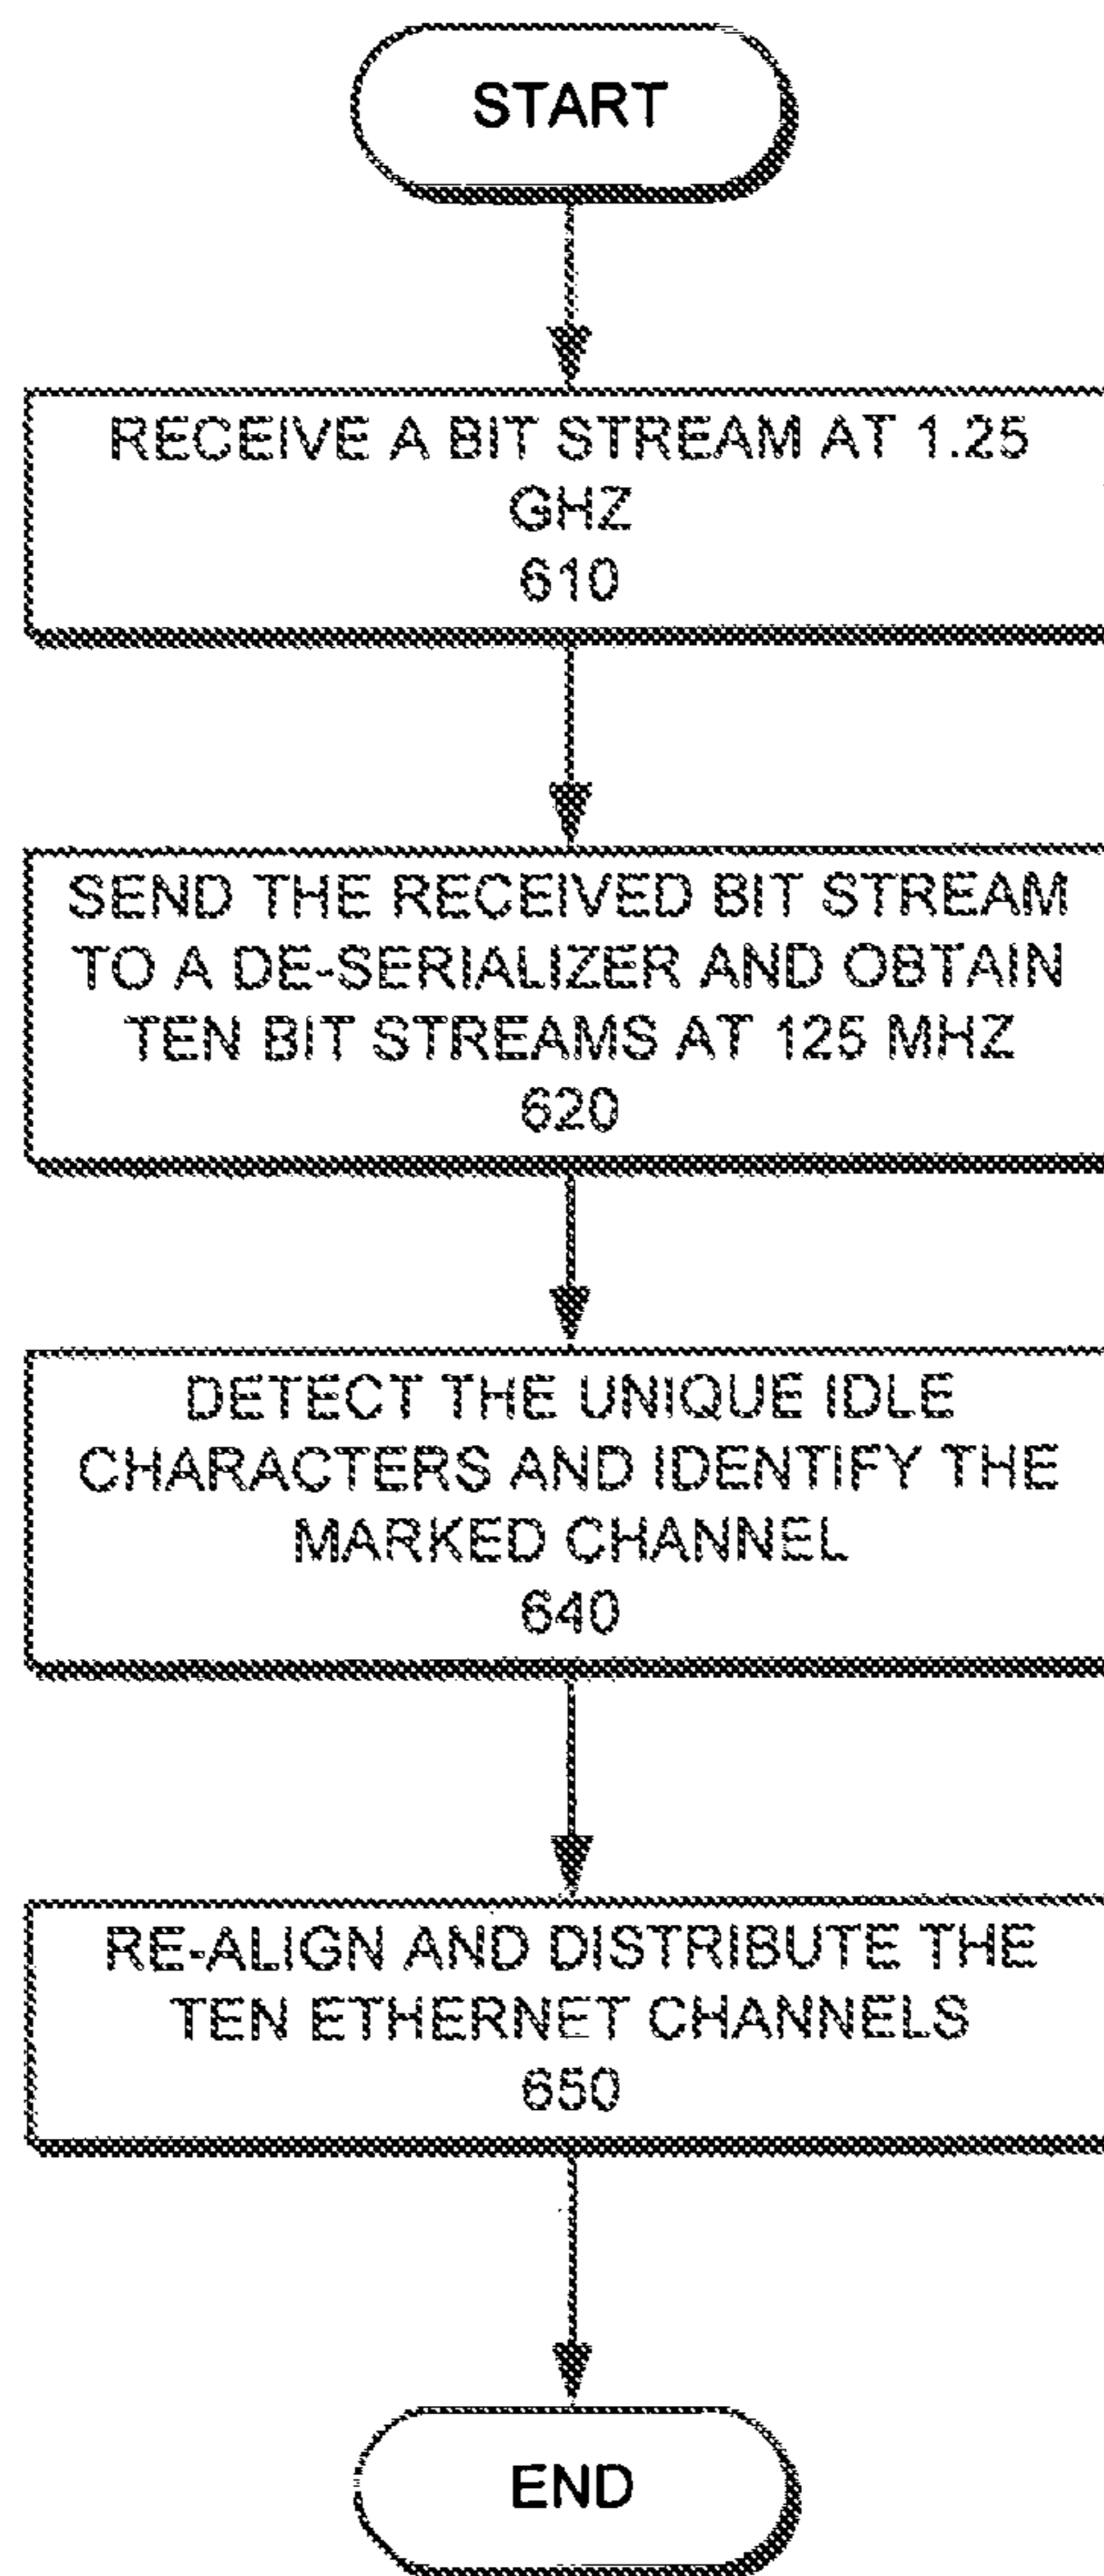 START
RECEIVE A BIT STREAM AT 1.25
GHZ
610
SEND THE RECEIVED BIT STREAM
TO A DE-SERIALIZER AND OBTAIN
TEN BIT STREAMS AT 125 MHZ
620
DETECT THE UNIQUE IDLE
CHARACTERS AND IDENTIFY THE
MARKED CHANNEL
640
RE-ALIGN AND DISTRIBUTE THE
TEN ETHERNET CHANNELS
650
END